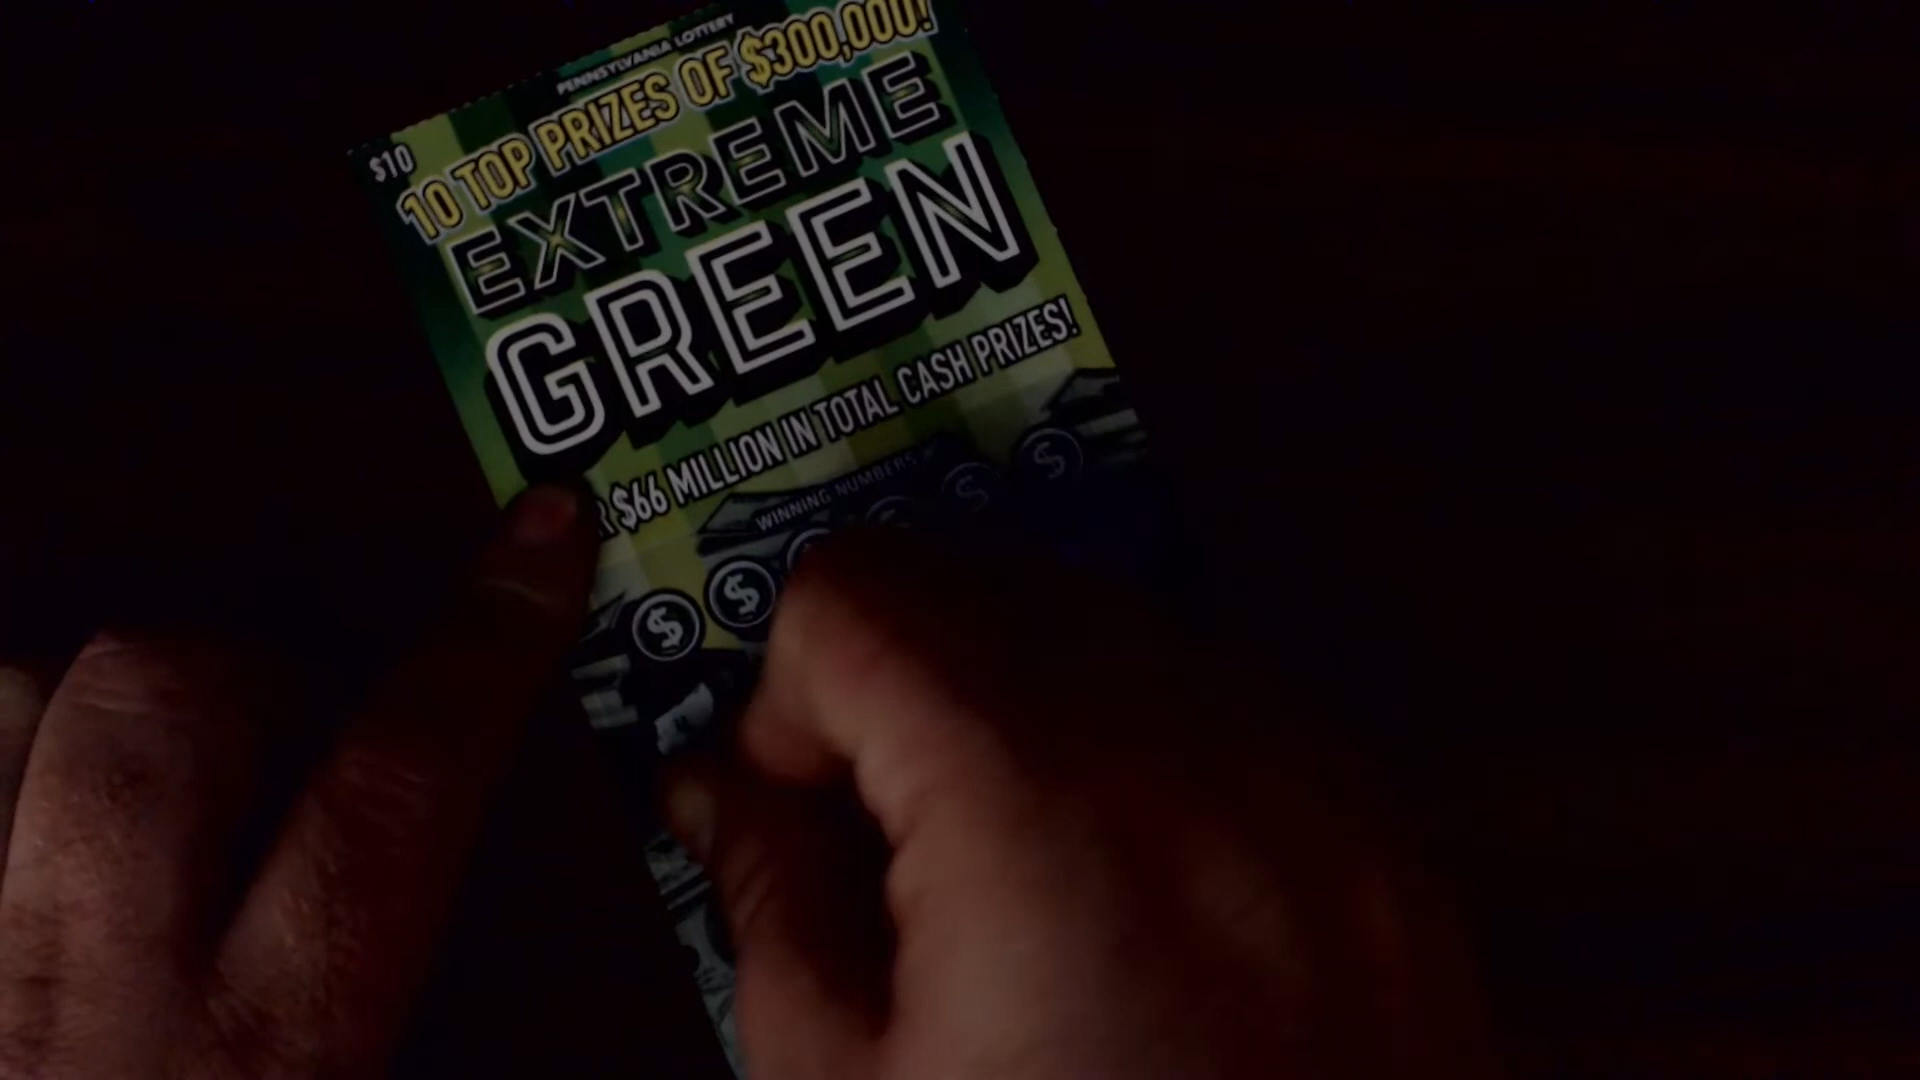 PENNSYLVANIA LOTTERY
$10
10 TOP PRIZES OF $300,000!
EXTREME
GREEN
$66 MILLION IN TOTAL CASH PRIZES!
WINNING NUMBERS
$ $ $ $